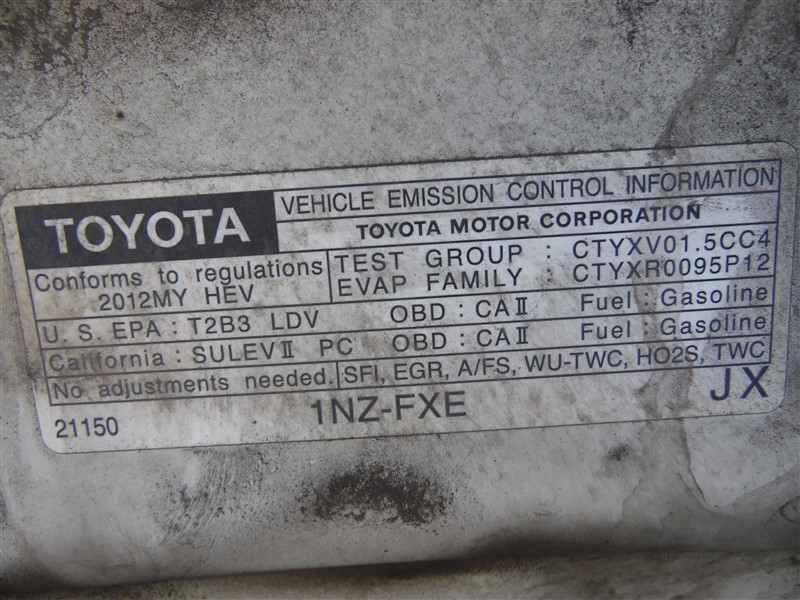 TOYOTA
VEHICLE EMISSION CONTROL INFORMATION
TOYOTA MOTOR CORPORATION
Conforms to regulations
2012MY HEV
TEST GROUP : CTYXV01.5CC4
EVAP FAMILY : CTYXR0095P12
U. S. EPA : T2B3 LDV OBD : CAⅡ Fuel : Gasoline
California : SULEVⅡ PC OBD : CAⅡ Fuel : Gasoline
No adjustments needed. SFI, EGR, A/FS, WU-TWC, HO2S, TWC
21150 1NZ-FXE JX